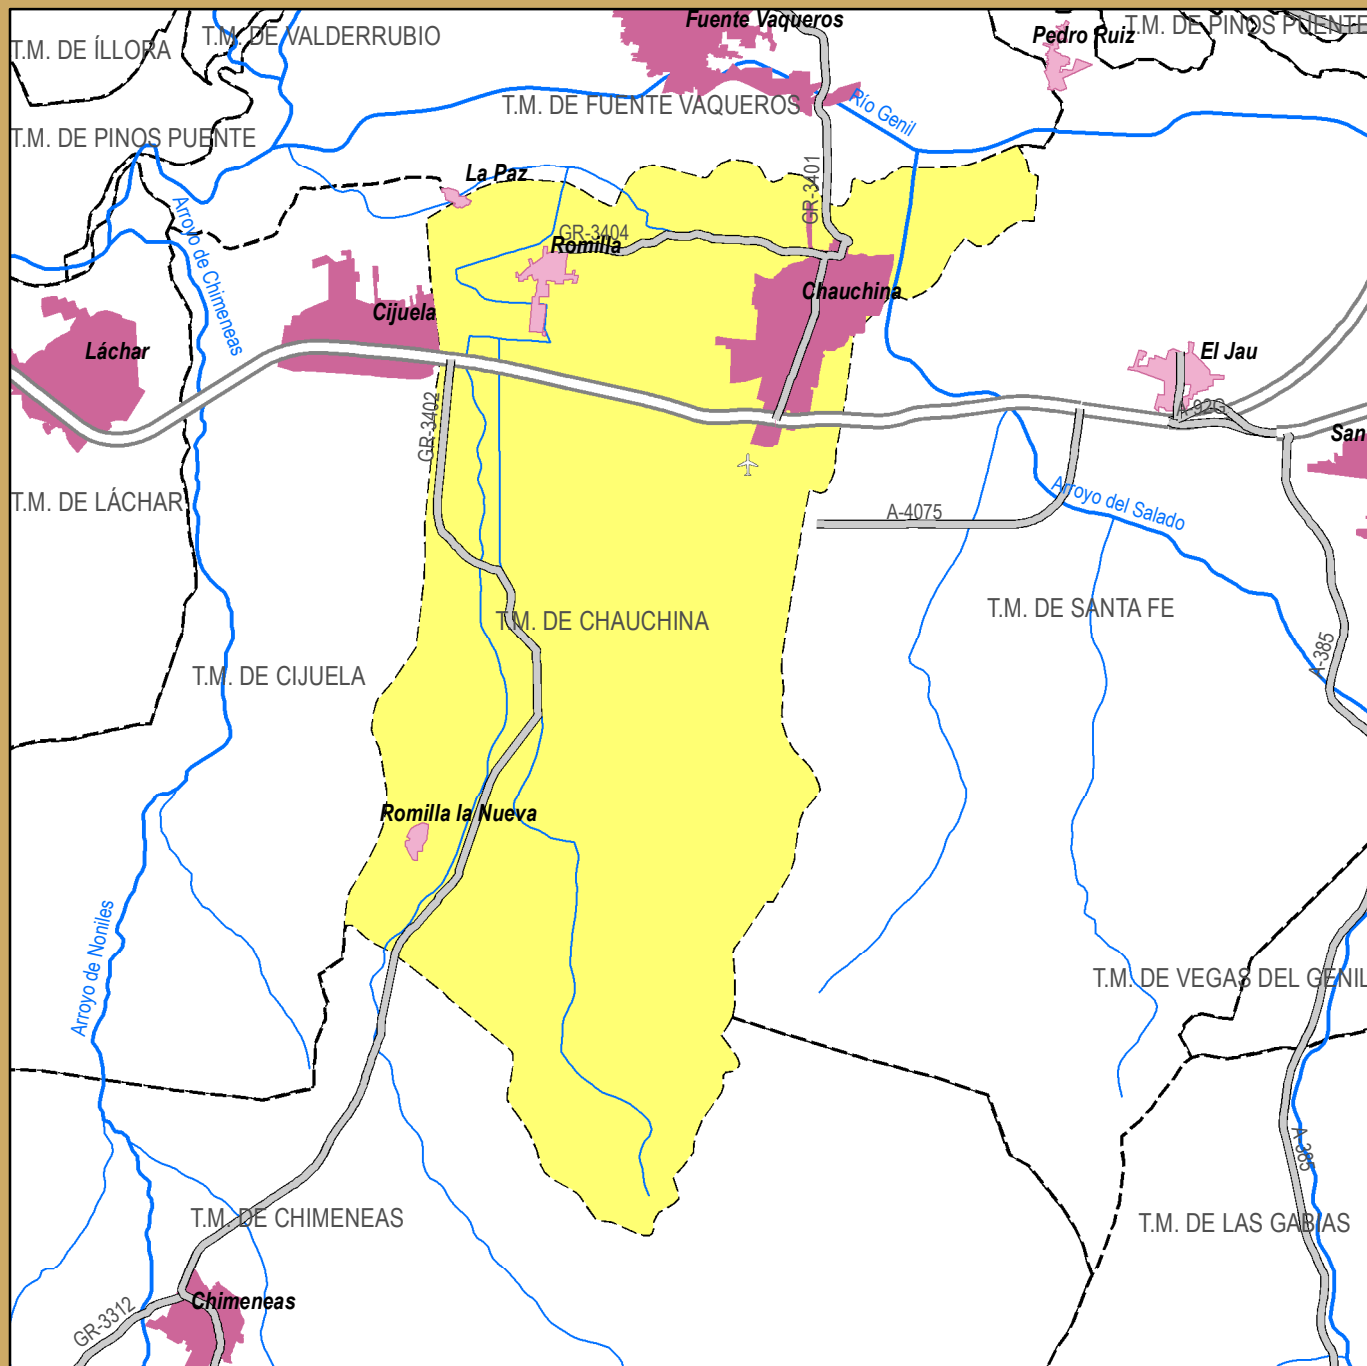 Fuente Vaqueros
Pedro Ruiz
T.M. DE PINOS PUENTE
T.M. DE ÍLLORA
T.M. DE VALDERRUBIO
T.M. DE FUENTE VAQUEROS
Río Genil
T.M. DE PINOS PUENTE
La Paz
GR-3401
Arroyo de Chimeneas
GR-3404
Romilla
Chauchina
Cijuela
Láchar
El Jau
A-92G
San
GR-3402
T.M. DE LÁCHAR
Arroyo del Salado
A-4075
T.M. DE SANTA FE
T.M. DE CHAUCHINA
A-385
T.M. DE CIJUELA
Romilla la Nueva
Arroyo de Noniles
T.M. DE VEGAS DEL GENIL
A-385
T.M. DE CHIMENEAS
T.M. DE LAS GABIAS
Chimeneas
GR-3312